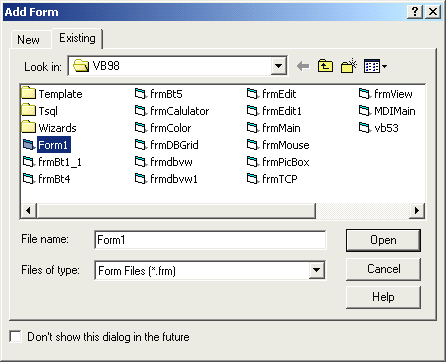 Add Form
New Existing
Look in: VB98
Template frmBt5 frmEdit frmView
Tsql frmCalulator frmEdit1 MDIMain
Wizards frmColor frmMain vb53
Form1 frmDBGrid frmMouse
frmBt1_1 frmdbvw frmPicBox
frmBt4 frmdbvw1 frmTCP
File name: Form1 Open
Files of type: Form Files (*.frm) Cancel
Help
Don't show this dialog in the future